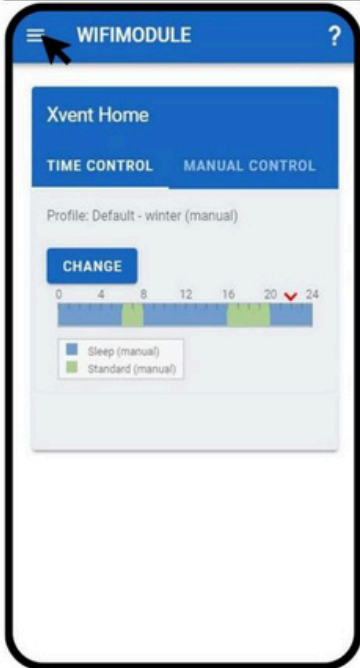 WIFIMODULE ?
Xvent Home
TIME CONTROL MANUAL CONTROL
Profile: Default - winter (manual)
CHANGE
0 4 8 12 16 20 24
Sleep (manual)
Standard (manual)